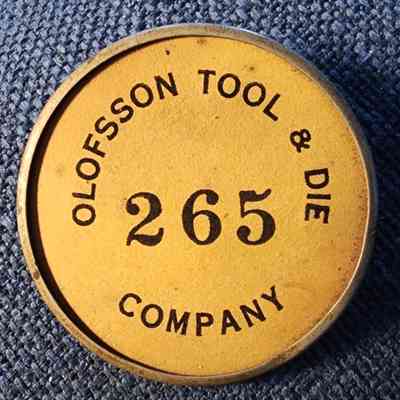 OLOFSSON TOOL & DIE
265
COMPANY